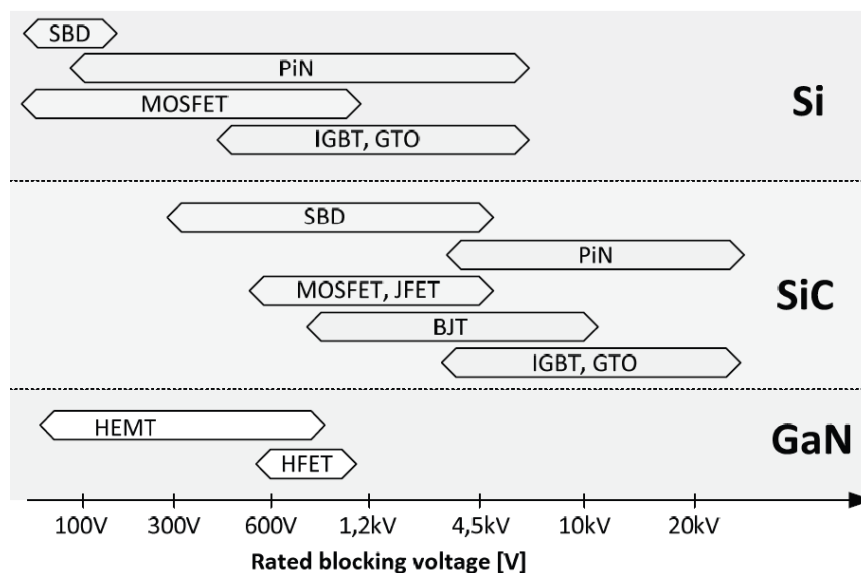 SBD
PiN
MOSFET
IGBT, GTO
Si
SBD
PiN
MOSFET, JFET
BJT
IGBT, GTO
SiC
HEMT
HFET
GaN
100V 300V 600V 1,2kV 4,5kV 10kV 20kV
Rated blocking voltage [V]